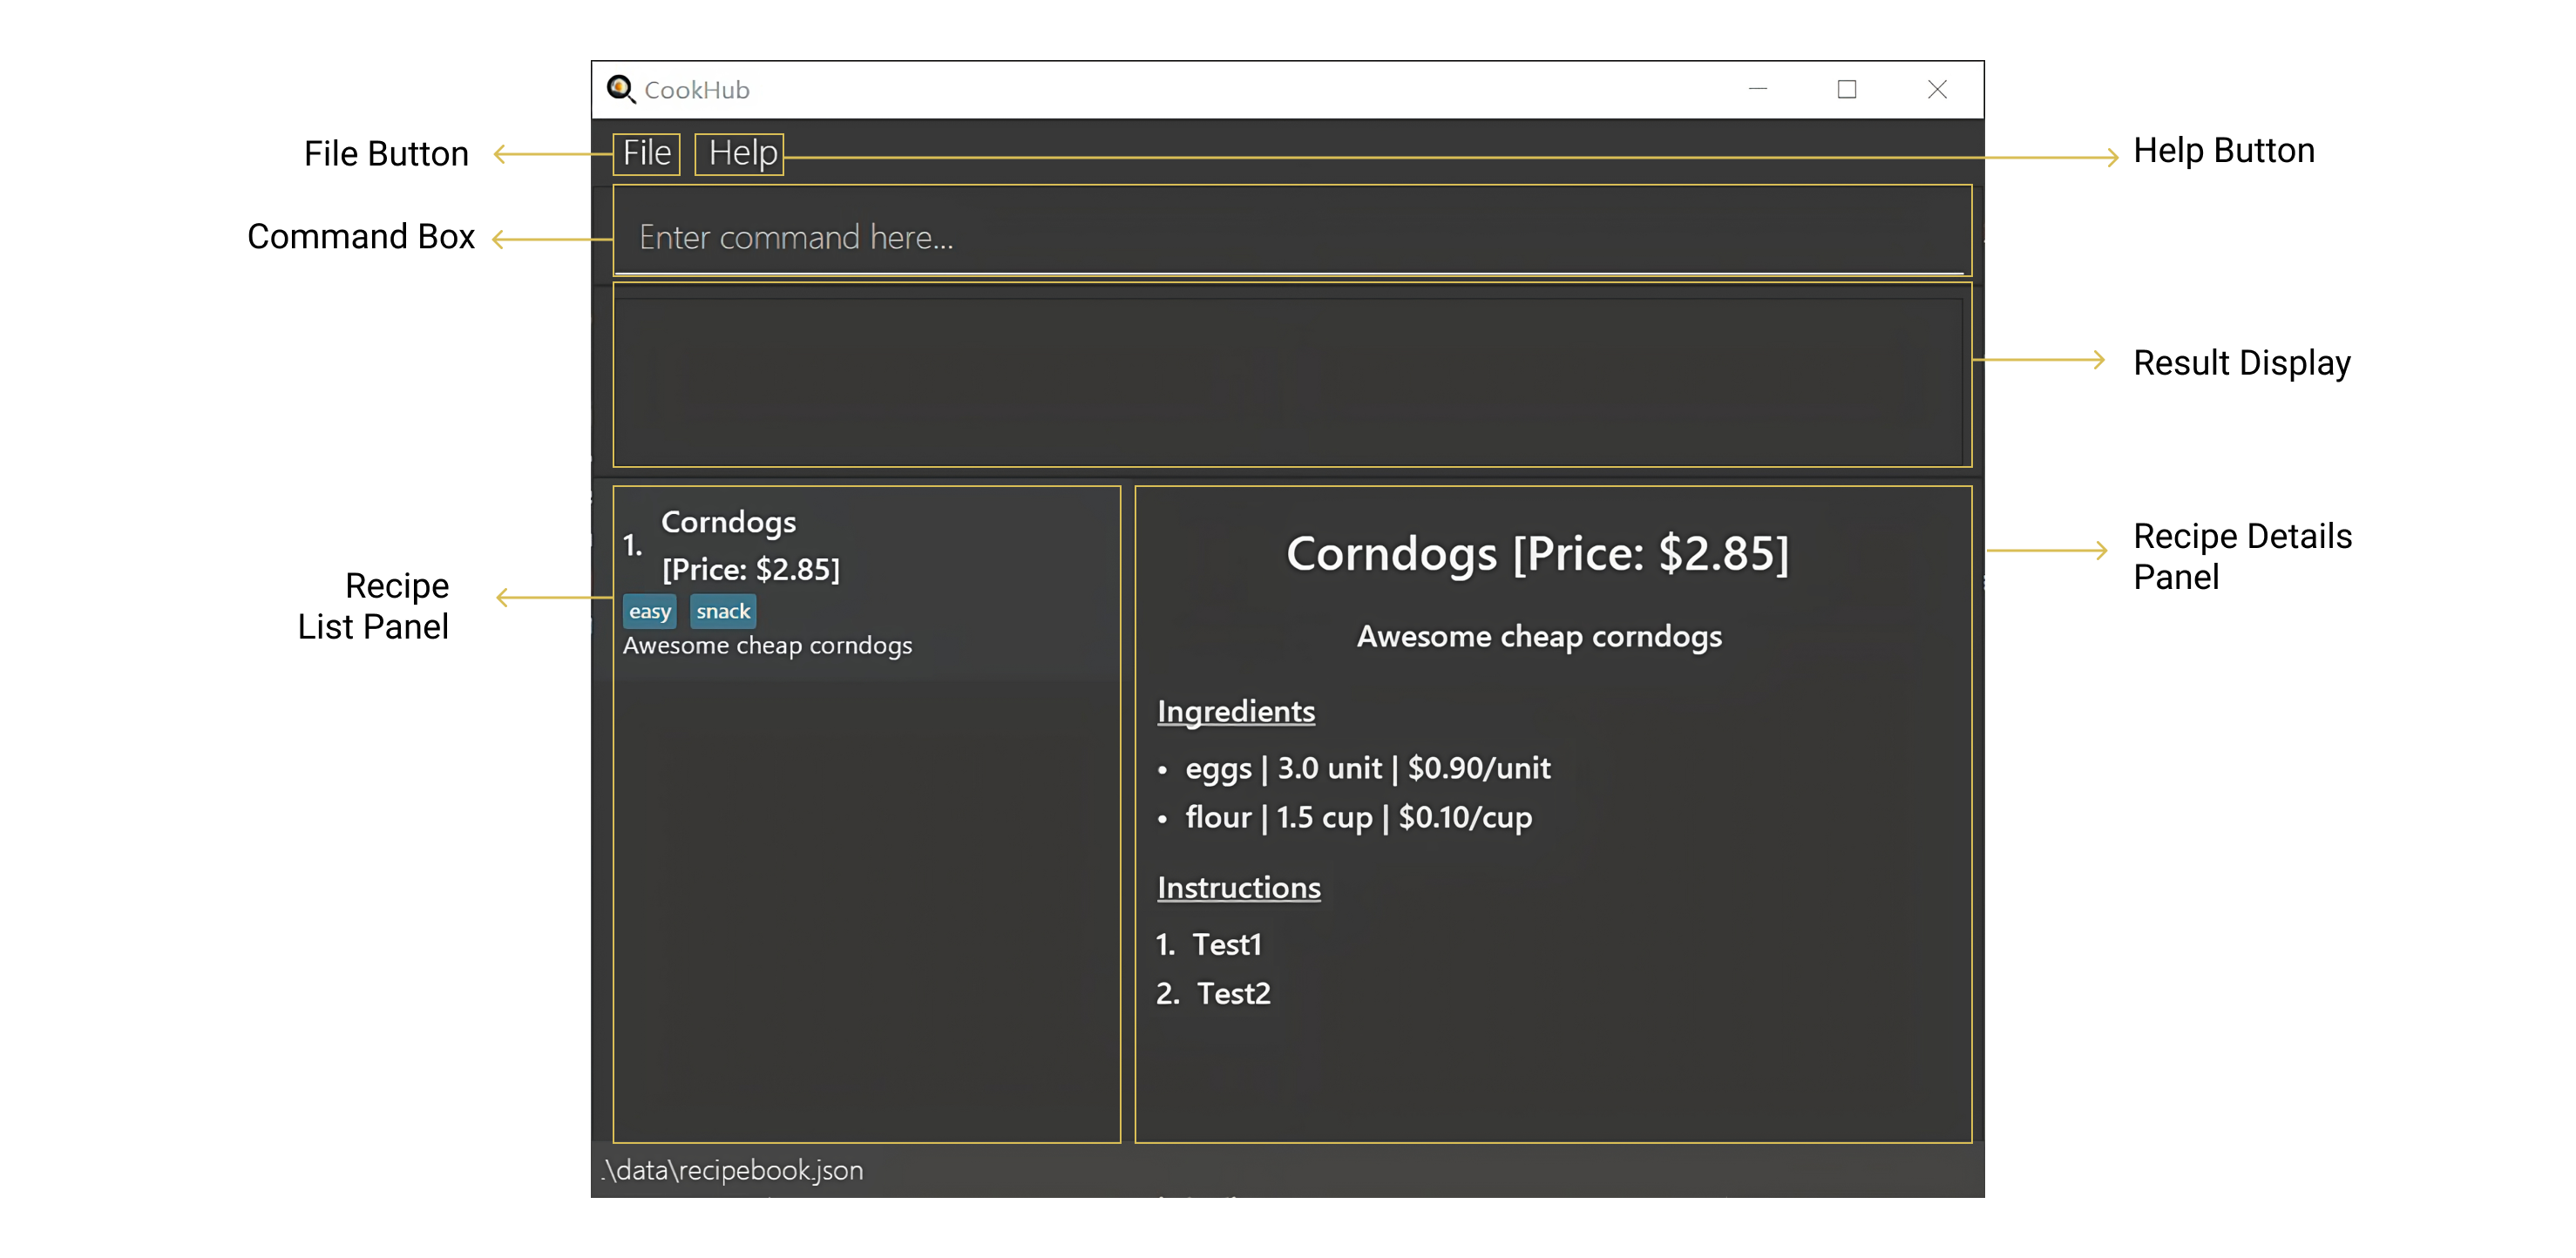 CookHub
File Button
File
Help
Help Button
Command Box
Enter command here...
Result Display
Recipe
List Panel
1.
Corndogs
[Price: $2.85]
easy
snack
Awesome cheap corndogs
Corndogs [Price: $2.85]
Awesome cheap corndogs
Ingredients
• eggs | 3.0 unit | $0.90/unit
• flour | 1.5 cup | $0.10/cup
Instructions
1. Test1
2. Test2
Recipe Details
Panel
.\data\recipebook.json